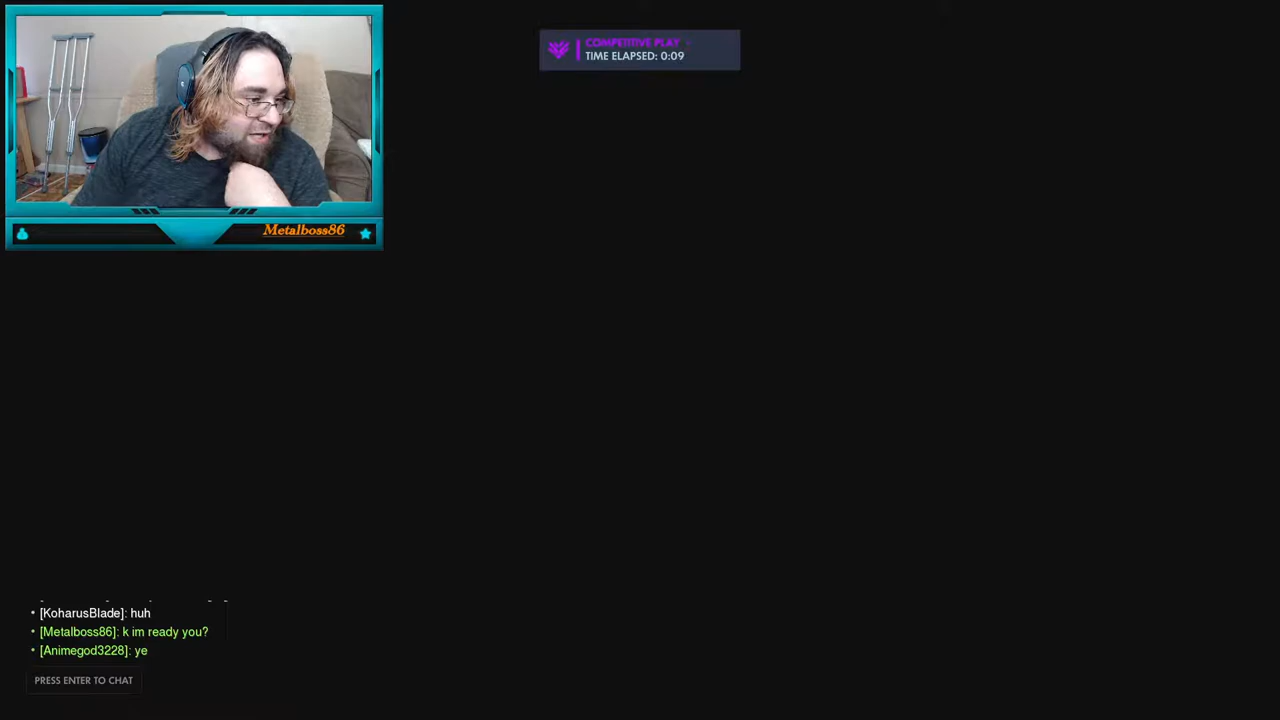 COMPETITIVE PLAY
TIME ELAPSED: 0:09
Metalboss86
• [KoharusBlade]: huh
• [Metalboss86]: k im ready you?
• [Animegod3228]: ye
PRESS ENTER TO CHAT